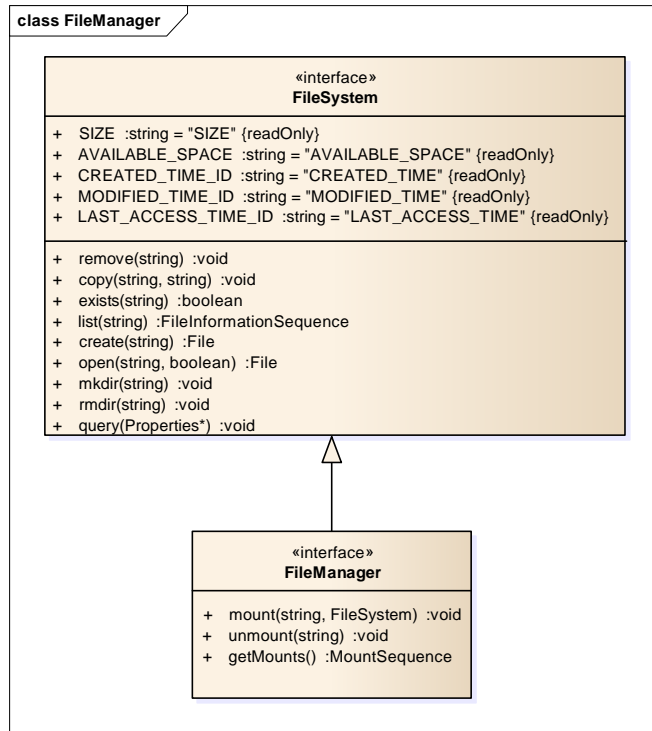 class FileManager
«interface»
FileSystem
+ SIZE :string = "SIZE" {readOnly}
+ AVAILABLE_SPACE :string = "AVAILABLE_SPACE" {readOnly}
+ CREATED_TIME_ID :string = "CREATED_TIME" {readOnly}
+ MODIFIED_TIME_ID :string = "MODIFIED_TIME" {readOnly}
+ LAST_ACCESS_TIME_ID :string = "LAST_ACCESS_TIME" {readOnly}
+ remove(string) :void
+ copy(string, string) :void
+ exists(string) :boolean
+ list(string) :FileInformationSequence
+ create(string) :File
+ open(string, boolean) :File
+ mkdir(string) :void
+ rmdir(string) :void
+ query(Properties*) :void
«interface»
FileManager
+ mount(string, FileSystem) :void
+ unmount(string) :void
+ getMounts() :MountSequence